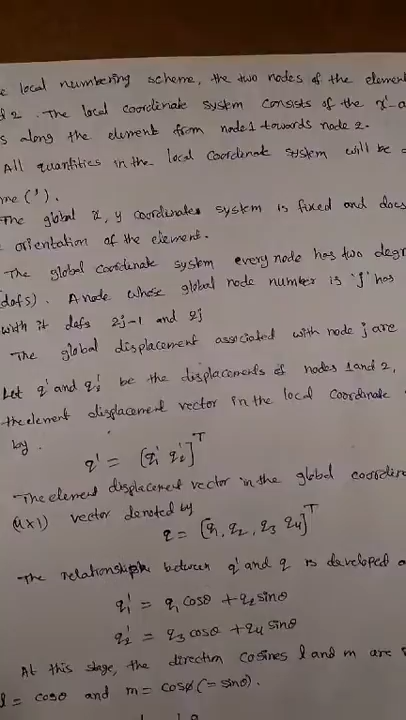 e local numbering scheme, the two nodes of the element
d 2. The local coordinate system consists of the x'-a
s along the element from node 1 towards node 2.
All quantities in the local coordinate system will be d
me (').
The global x, y coordinates system is fixed and does
orientation of the element.
The global coordinate system every node has two degr
(dofs). A node whose global node number is 'j' has
with it dofs 2j-1 and 2j
The global displacement associated with node j are
Let q' and q'₂ be the displacements of nodes 1 and 2,
the element displacement vector in the local coordinate
by.
q' = [q'₁ q'₂]ᵀ
The element displacement vector in the global coordin
(4x1) vector denoted by
q = [q₁, q₂, q₃ q₄]ᵀ
The relationship between q' and q is developed a
q'₁ = q₁ cosθ + q₂ sinθ
q'₂ = q₃ cosθ + q₄ sinθ
At this stage, the direction cosines l and m are
l = cosθ and m = cosφ (= sinθ).